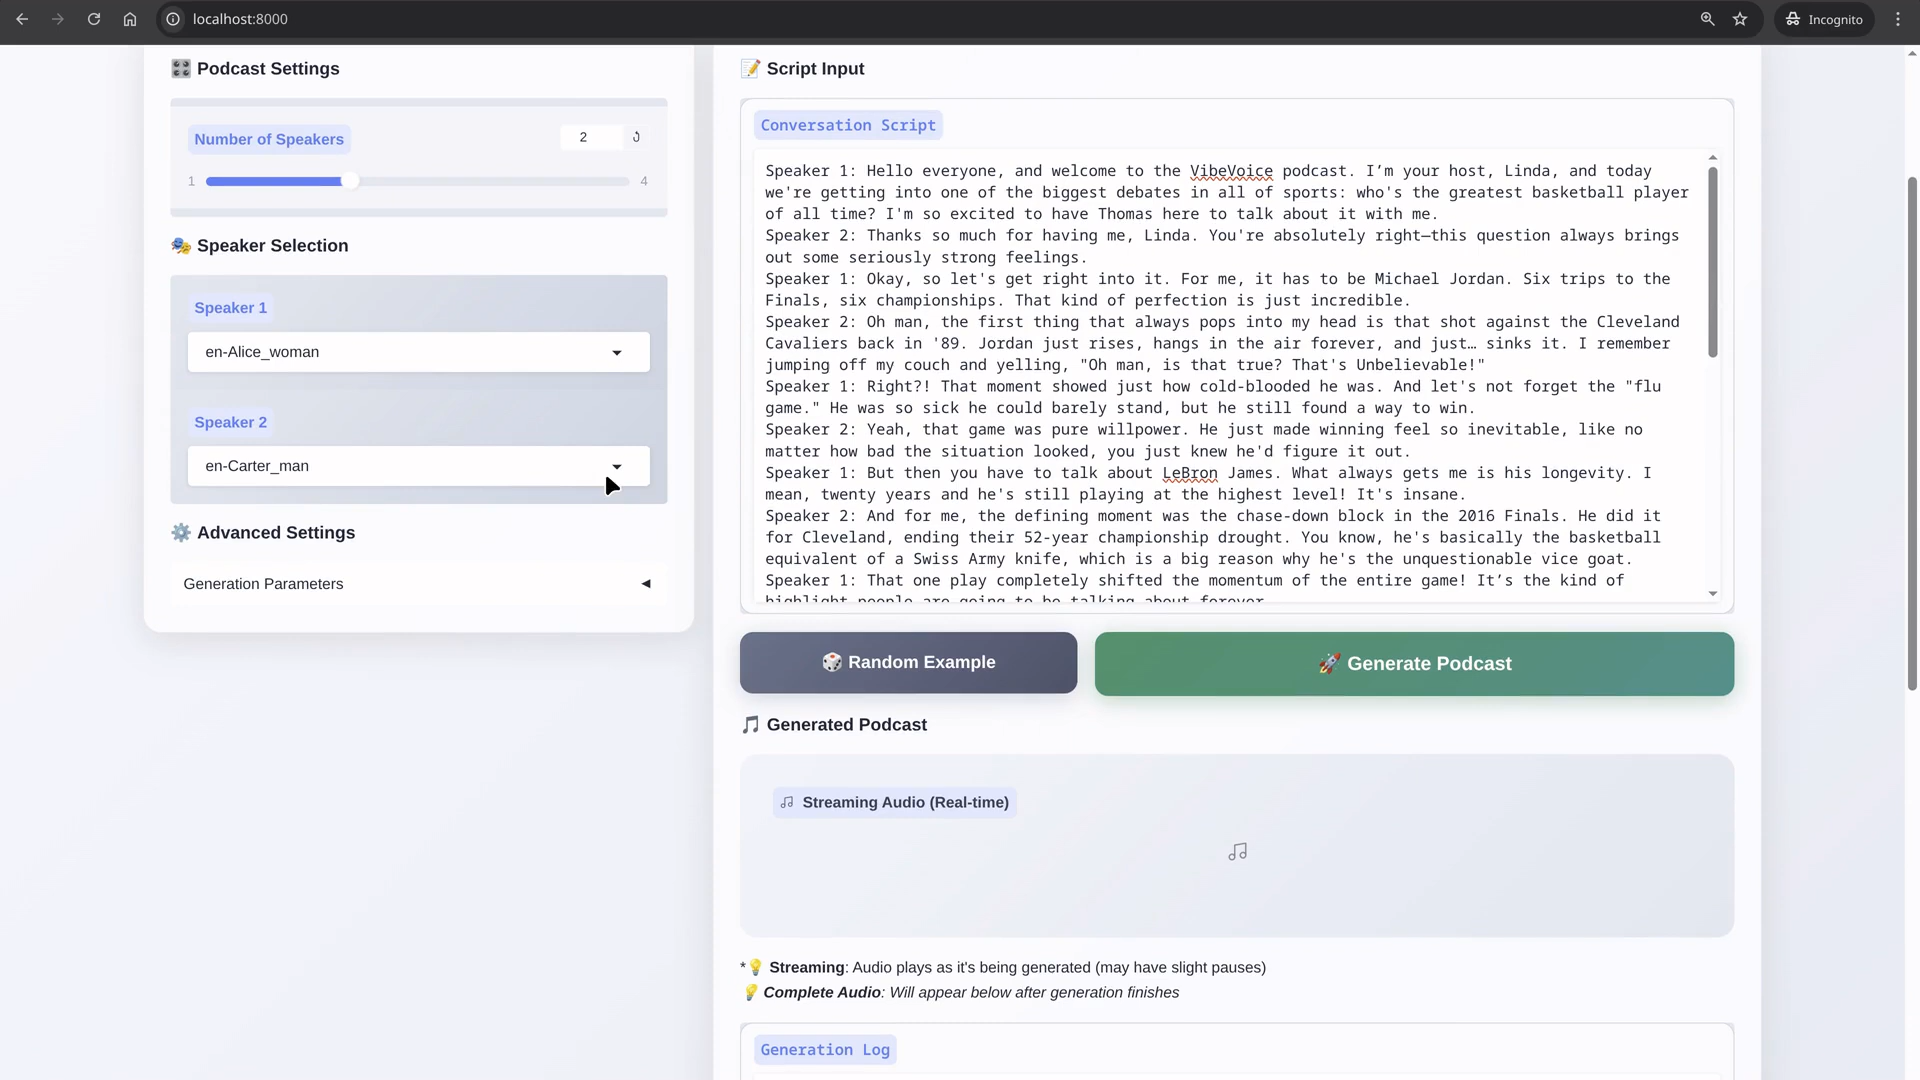 localhost:8000
Incognito
Podcast Settings
Number of Speakers
2
1
4
Speaker Selection
Speaker 1
en-Alice_woman
Speaker 2
en-Carter_man
Advanced Settings
Generation Parameters
Script Input
Conversation Script
Speaker 1: Hello everyone, and welcome to the VibeVoice podcast. I’m your host, Linda, and today
we're getting into one of the biggest debates in all of sports: who's the greatest basketball player
of all time? I'm so excited to have Thomas here to talk about it with me.
Speaker 2: Thanks so much for having me, Linda. You're absolutely right—this question always brings
out some seriously strong feelings.
Speaker 1: Okay, so let's get right into it. For me, it has to be Michael Jordan. Six trips to the
Finals, six championships. That kind of perfection is just incredible.
Speaker 2: Oh man, the first thing that always pops into my head is that shot against the Cleveland
Cavaliers back in '89. Jordan just rises, hangs in the air forever, and just… sinks it. I remember
jumping off my couch and yelling, "Oh man, is that true? That's Unbelievable!"
Speaker 1: Right?! That moment showed just how cold-blooded he was. And let's not forget the "flu
game." He was so sick he could barely stand, but he still found a way to win.
Speaker 2: Yeah, that game was pure willpower. He just made winning feel so inevitable, like no
matter how bad the situation looked, you just knew he'd figure it out.
Speaker 1: But then you have to talk about LeBron James. What always gets me is his longevity. I
mean, twenty years and he's still playing at the highest level! It's insane.
Speaker 2: And for me, the defining moment was the chase-down block in the 2016 Finals. He did it
for Cleveland, ending their 52-year championship drought. You know, he's basically the basketball
equivalent of a Swiss Army knife, which is a big reason why he's the unquestionable vice goat.
Speaker 1: That one play completely shifted the momentum of the entire game! It’s the kind of
highlight people are going to be talking about forever.
Random Example
Generate Podcast
Generated Podcast
Streaming Audio (Real-time)
*💡 Streaming: Audio plays as it's being generated (may have slight pauses)
💡 Complete Audio: Will appear below after generation finishes
Generation Log